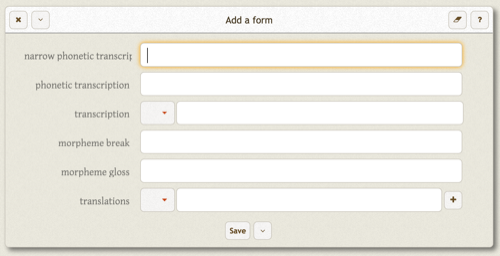 Add a form
?
narrow phonetic transcrip
phonetic transcription
transcription
morpheme break
morpheme gloss
translations
Save